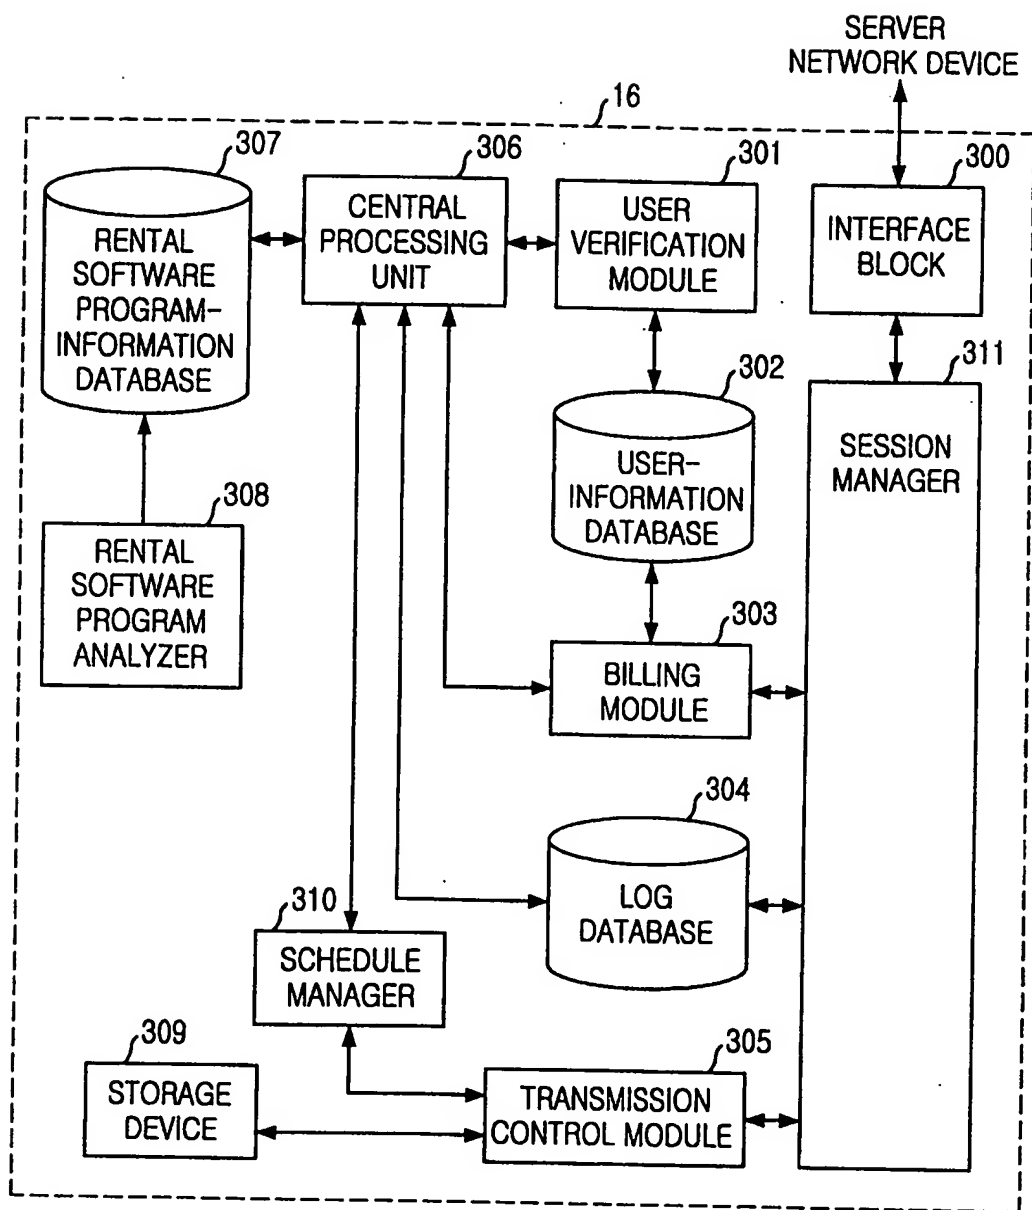 SERVER
NETWORK DEVICE
16
307
RENTAL
SOFTWARE
PROGRAM-
INFORMATION
DATABASE
306
CENTRAL
PROCESSING
UNIT
301
USER
VERIFICATION
MODULE
300
INTERFACE
BLOCK
302
USER-
INFORMATION
DATABASE
311
SESSION
MANAGER
308
RENTAL
SOFTWARE
PROGRAM
ANALYZER
303
BILLING
MODULE
304
LOG
DATABASE
310
SCHEDULE
MANAGER
309
STORAGE
DEVICE
305
TRANSMISSION
CONTROL MODULE